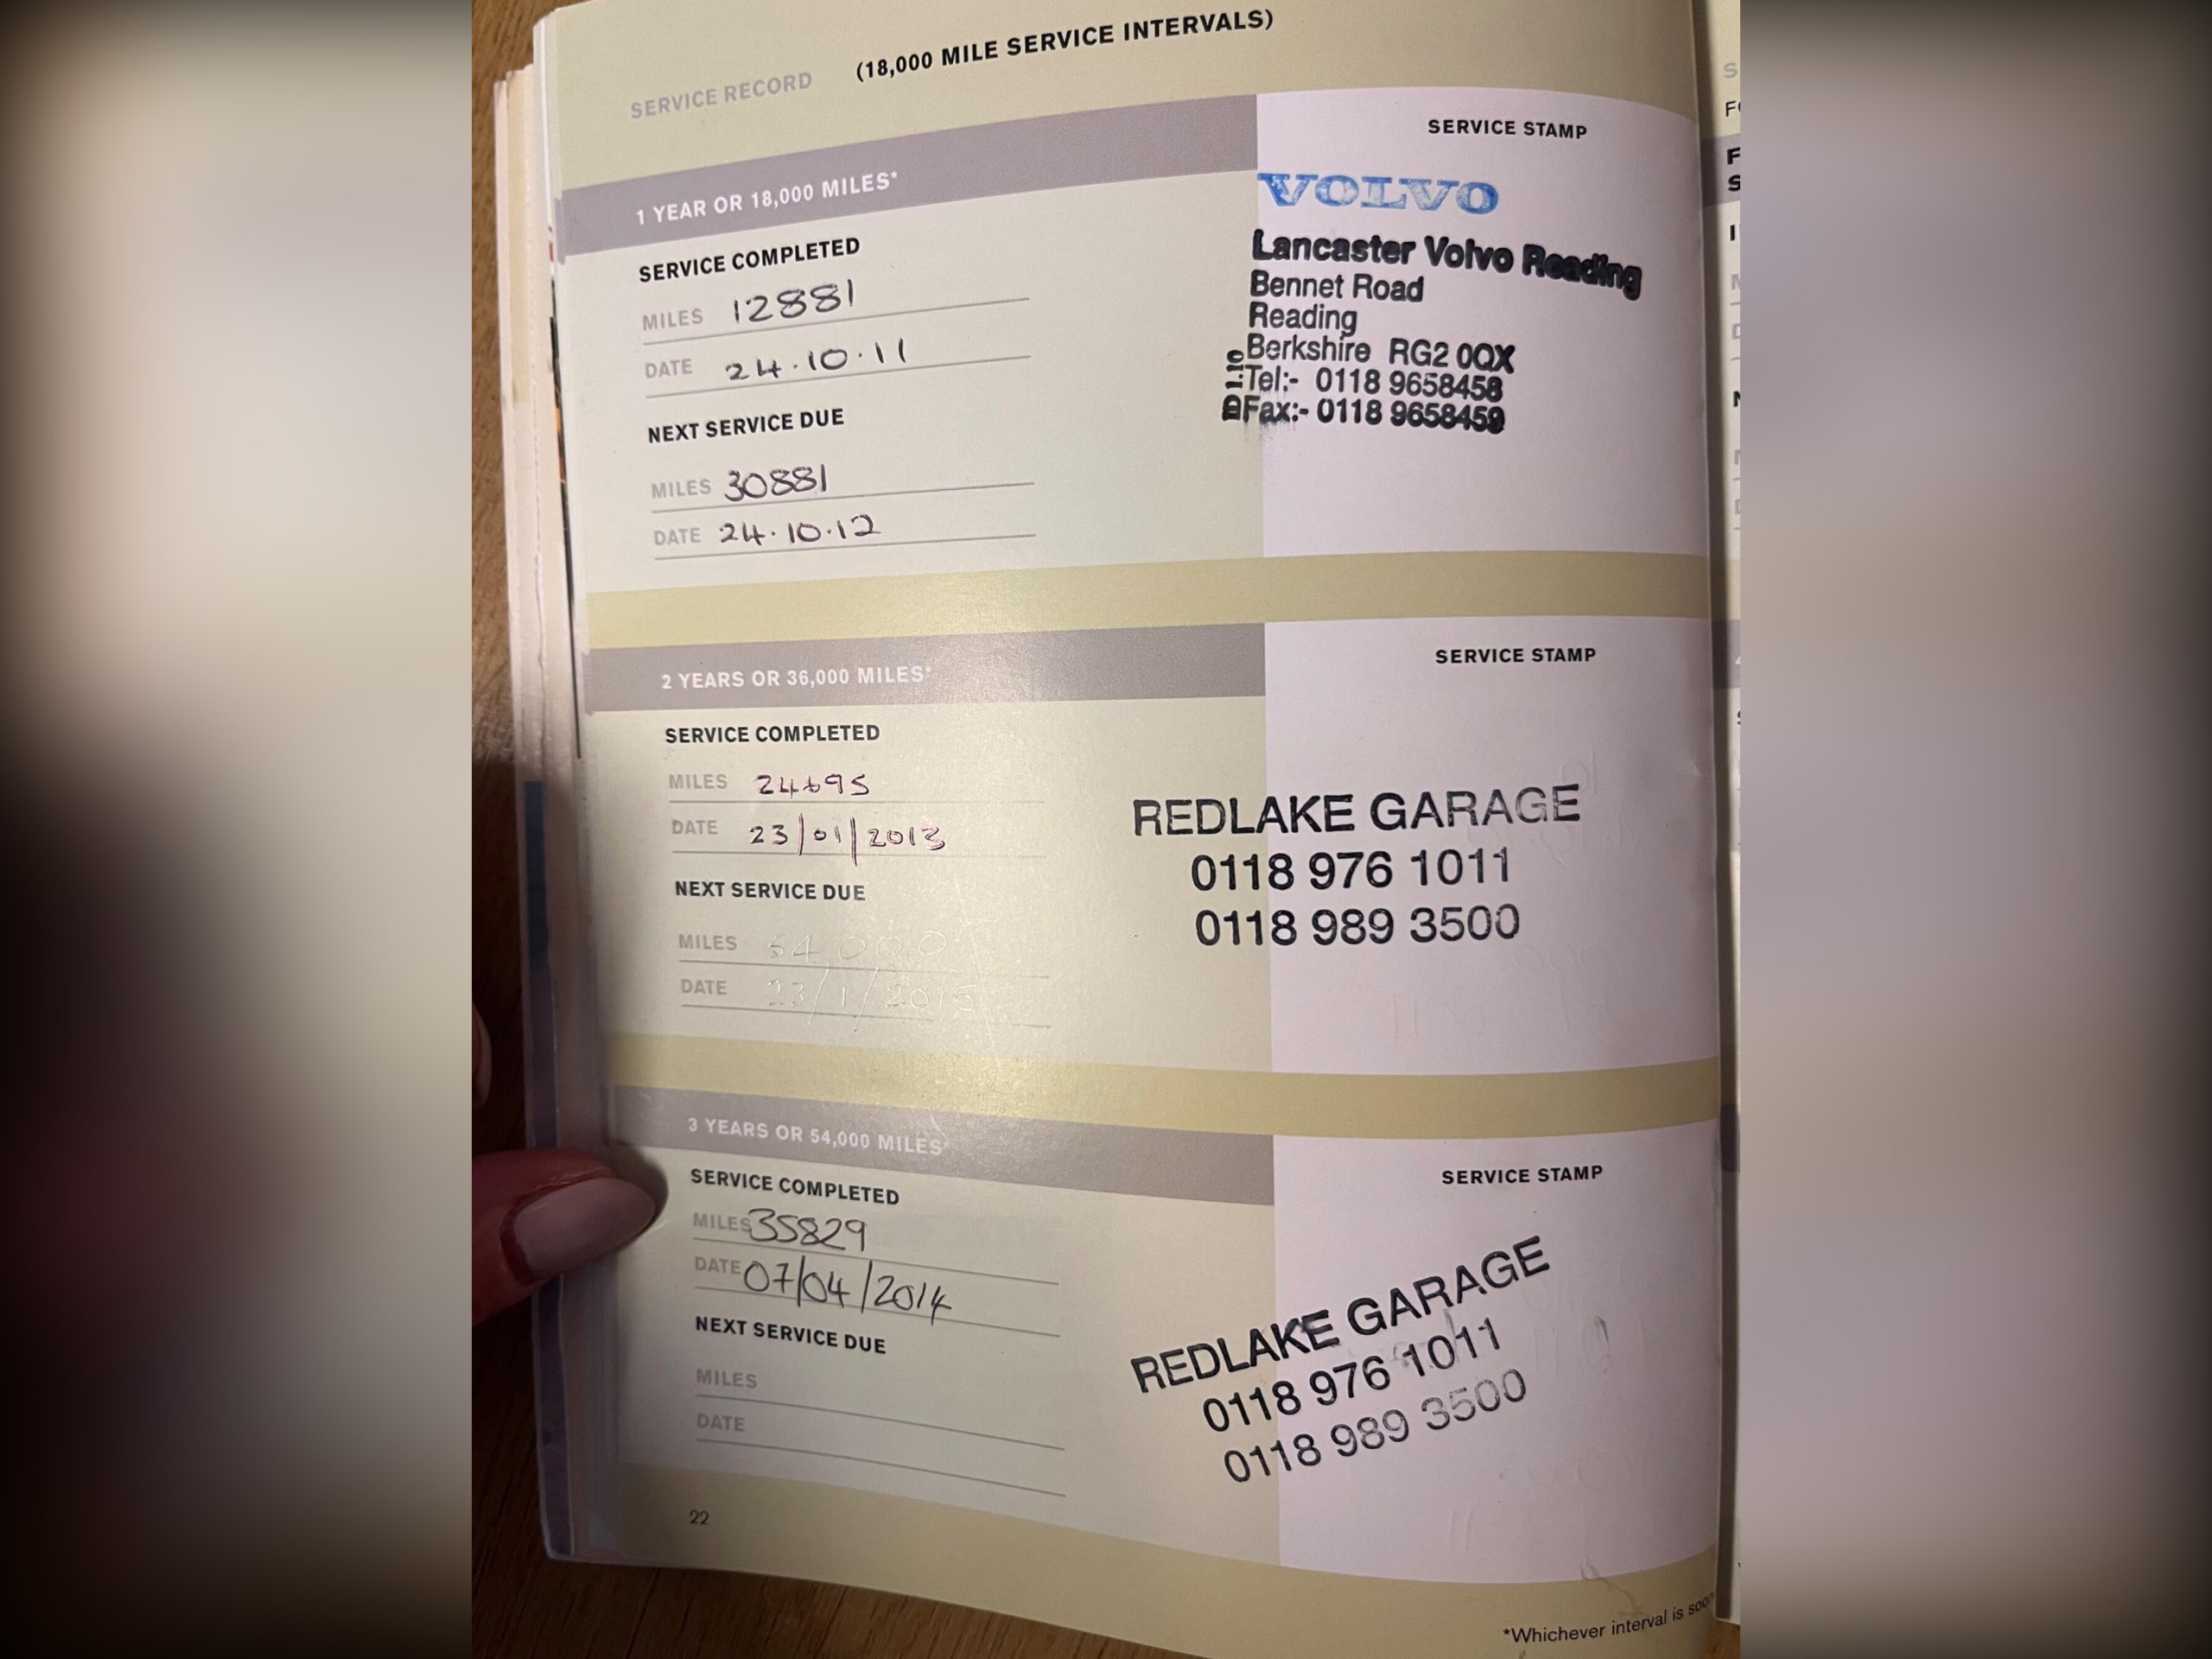 SERVICE RECORD (18,000 MILE SERVICE INTERVALS)
1 YEAR OR 18,000 MILES*
SERVICE STAMP
SERVICE COMPLETED
MILES 12881
DATE 24.10.11
NEXT SERVICE DUE
MILES 30881
DATE 24.10.12
VOLVO
Lancaster Volvo Reading
Bennet Road
Reading
Berkshire RG2 0QX
Tel:- 0118 9658458
Fax:- 0118 9658459
2 YEARS OR 36,000 MILES*
SERVICE STAMP
SERVICE COMPLETED
MILES
DATE 23/01/2013
NEXT SERVICE DUE
MILES
DATE 23/1/2015
REDLAKE GARAGE
0118 976 1011
0118 989 3500
3 YEARS OR 54,000 MILES*
SERVICE STAMP
SERVICE COMPLETED
MILES 35829
DATE 07/04/2014
NEXT SERVICE DUE
MILES
DATE
REDLAKE GARAGE
0118 976 1011
0118 989 3500
22
*Whichever interval is